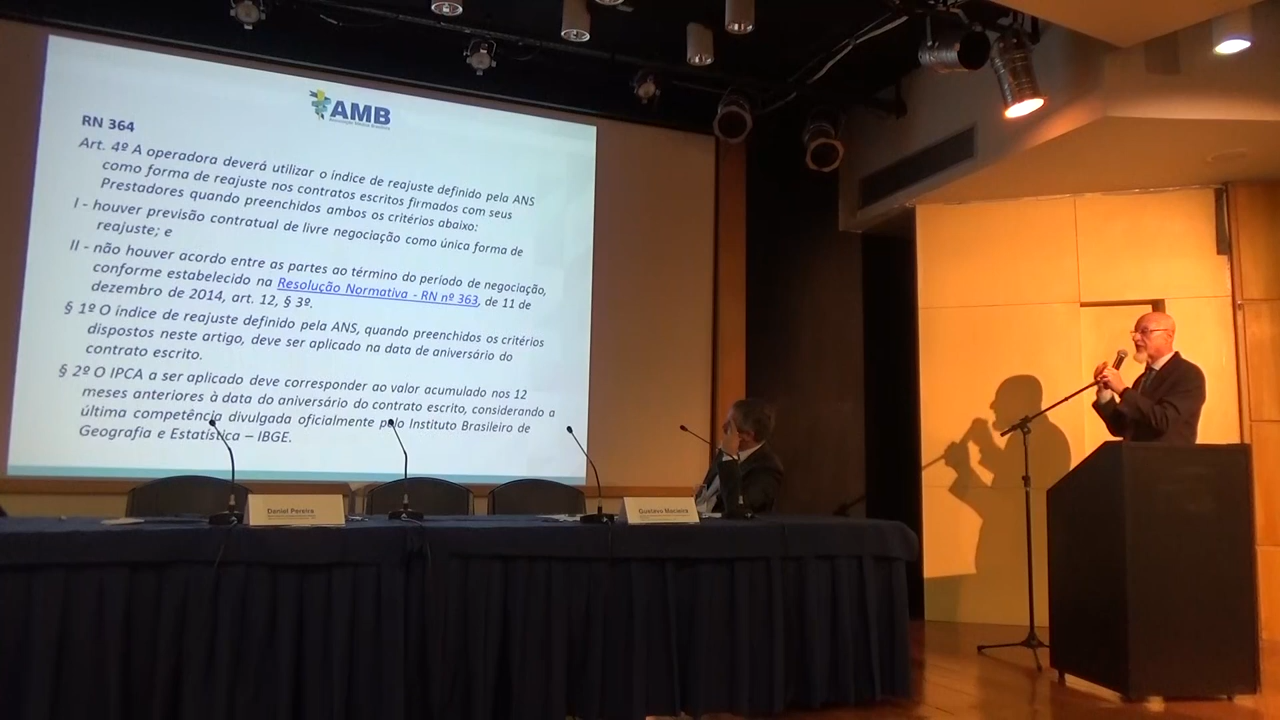 AMB
Associação Médica Brasileira
RN 364
Art. 4º A operadora deverá utilizar o índice de reajuste definido pela ANS
como forma de reajuste nos contratos escritos firmados com seus
Prestadores quando preenchidos ambos os critérios abaixo:
I - houver previsão contratual de livre negociação como única forma de
reajuste; e
II - não houver acordo entre as partes ao término do período de negociação,
conforme estabelecido na Resolução Normativa - RN nº 363, de 11 de
dezembro de 2014, art. 12, § 3º.
§ 1º O índice de reajuste definido pela ANS, quando preenchidos os critérios
dispostos neste artigo, deve ser aplicado na data de aniversário do
contrato escrito.
§ 2º O IPCA a ser aplicado deve corresponder ao valor acumulado nos 12
meses anteriores à data do aniversário do contrato escrito, considerando a
última competência divulgada oficialmente pelo Instituto Brasileiro de
Geografia e Estatística – IBGE.
Daniel Pereira
Gustavo Macieira